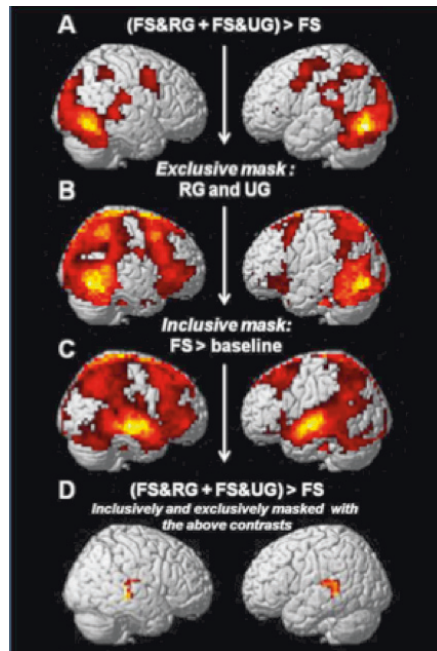 A
(FS&RG + FS&UG) > FS
Exclusive mask :
B
RG and UG
Inclusive mask:
C
FS > baseline
D
(FS&RG + FS&UG) > FS
Inclusively and exclusively masked with
the above contrasts